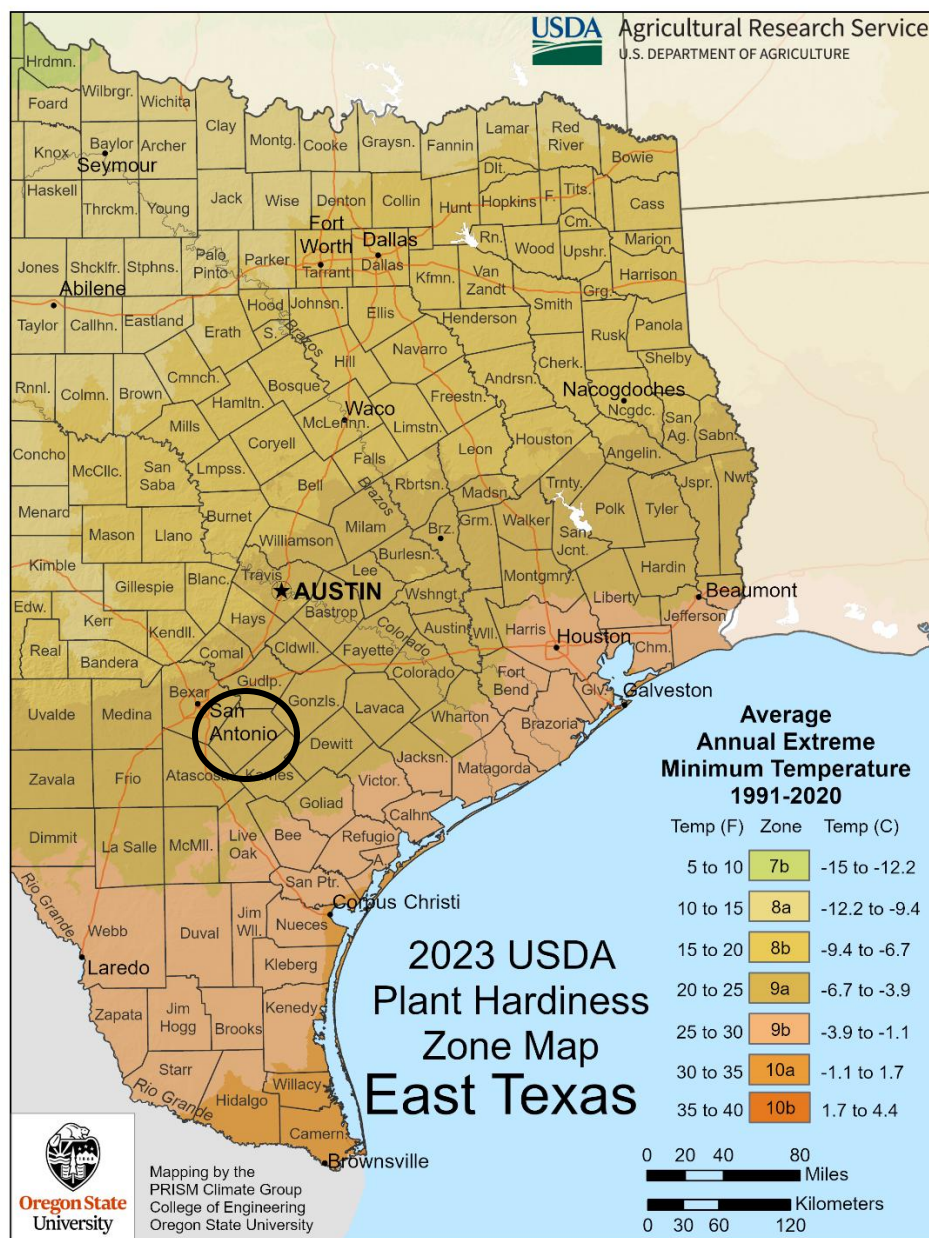 USDA Agricultural Research Service
U.S. DEPARTMENT OF AGRICULTURE
Hrdmn.
Foard Wilbrgr. Wichita
Clay Montg. Cooke Graysn. Fannin Lamar Red River Bowie
Knox Baylor Archer
Seymour
Dlt.
Haskell Thrckm. Young Jack Wise Denton Collin Hunt Hopkins F. Tits. Cass
Cm.
Fort Worth Dallas
Rn. Wood Upshr. Marion
Jones Shcklfr. Stphns. Palo Pinto Parker Tarrant Dallas Kfmn. Van Zandt Harrison
Abilene
Smith Grg.
Taylor Callhn. Eastland Erath Hood S. Johnsn. Ellis Henderson Rusk Panola
Brazos
Hill Navarro Cherk. Shelby
Rnnl. Colmn. Brown Cmnch. Hamltn. Bosque Freestn. Andrsn. Nacogdoches
Ncgdc.
Waco
McLennn. Limstn.
Mills Coryell Falls Leon Houston San Ag. Sabn.
Angelin.
Concho McCllc. San Saba Lmpss. Bell Brazos Rbrtsn. Madsn. Trnty. Jspr. Nwt.
Menard Mason Llano Burnet Williamson Milam Brz. Grm. Walker San Jcnt. Polk Tyler
Kimble Gillespie Blanc. Travis Lee Burlesn. Montgmry. Hardin
AUSTIN
Bastrop Wshngt. Liberty Beaumont
Edw. Kerr Kendll. Hays Colorado Austin Wll. Harris Jefferson
Real Bandera Comal Cldwll. Fayette Houston Chm.
Uvalde Medina Bexar Gudlp. Gonzls. Lavaca Colorado Fort Bend Glv. Galveston
San Antonio
Wharton Brazoria
Zavala Frio Atascosa Karnes Dewitt Jacksn. Matagorda
Victor.
Goliad Calhn.
Dimmit La Salle McMll. Live Oak Bee Refugio
A.
San Ptr.
Rio Grande
Corpus Christi
Webb Duval Jim Wll. Nueces
Laredo
Kleberg
Zapata Jim Hogg Brooks Kenedy
Starr
Rio Grande
Hidalgo Willacy
Camern.
Brownsville
Average
Annual Extreme
Minimum Temperature
1991-2020
Temp (F) Zone Temp (C)
5 to 10 7b -15 to -12.2
10 to 15 8a -12.2 to -9.4
15 to 20 8b -9.4 to -6.7
20 to 25 9a -6.7 to -3.9
25 to 30 9b -3.9 to -1.1
30 to 35 10a -1.1 to 1.7
35 to 40 10b 1.7 to 4.4
2023 USDA
Plant Hardiness
Zone Map
East Texas
0 20 40 80
Miles
Kilometers
0 30 60 120
Oregon State
University
Mapping by the
PRISM Climate Group
College of Engineering
Oregon State University